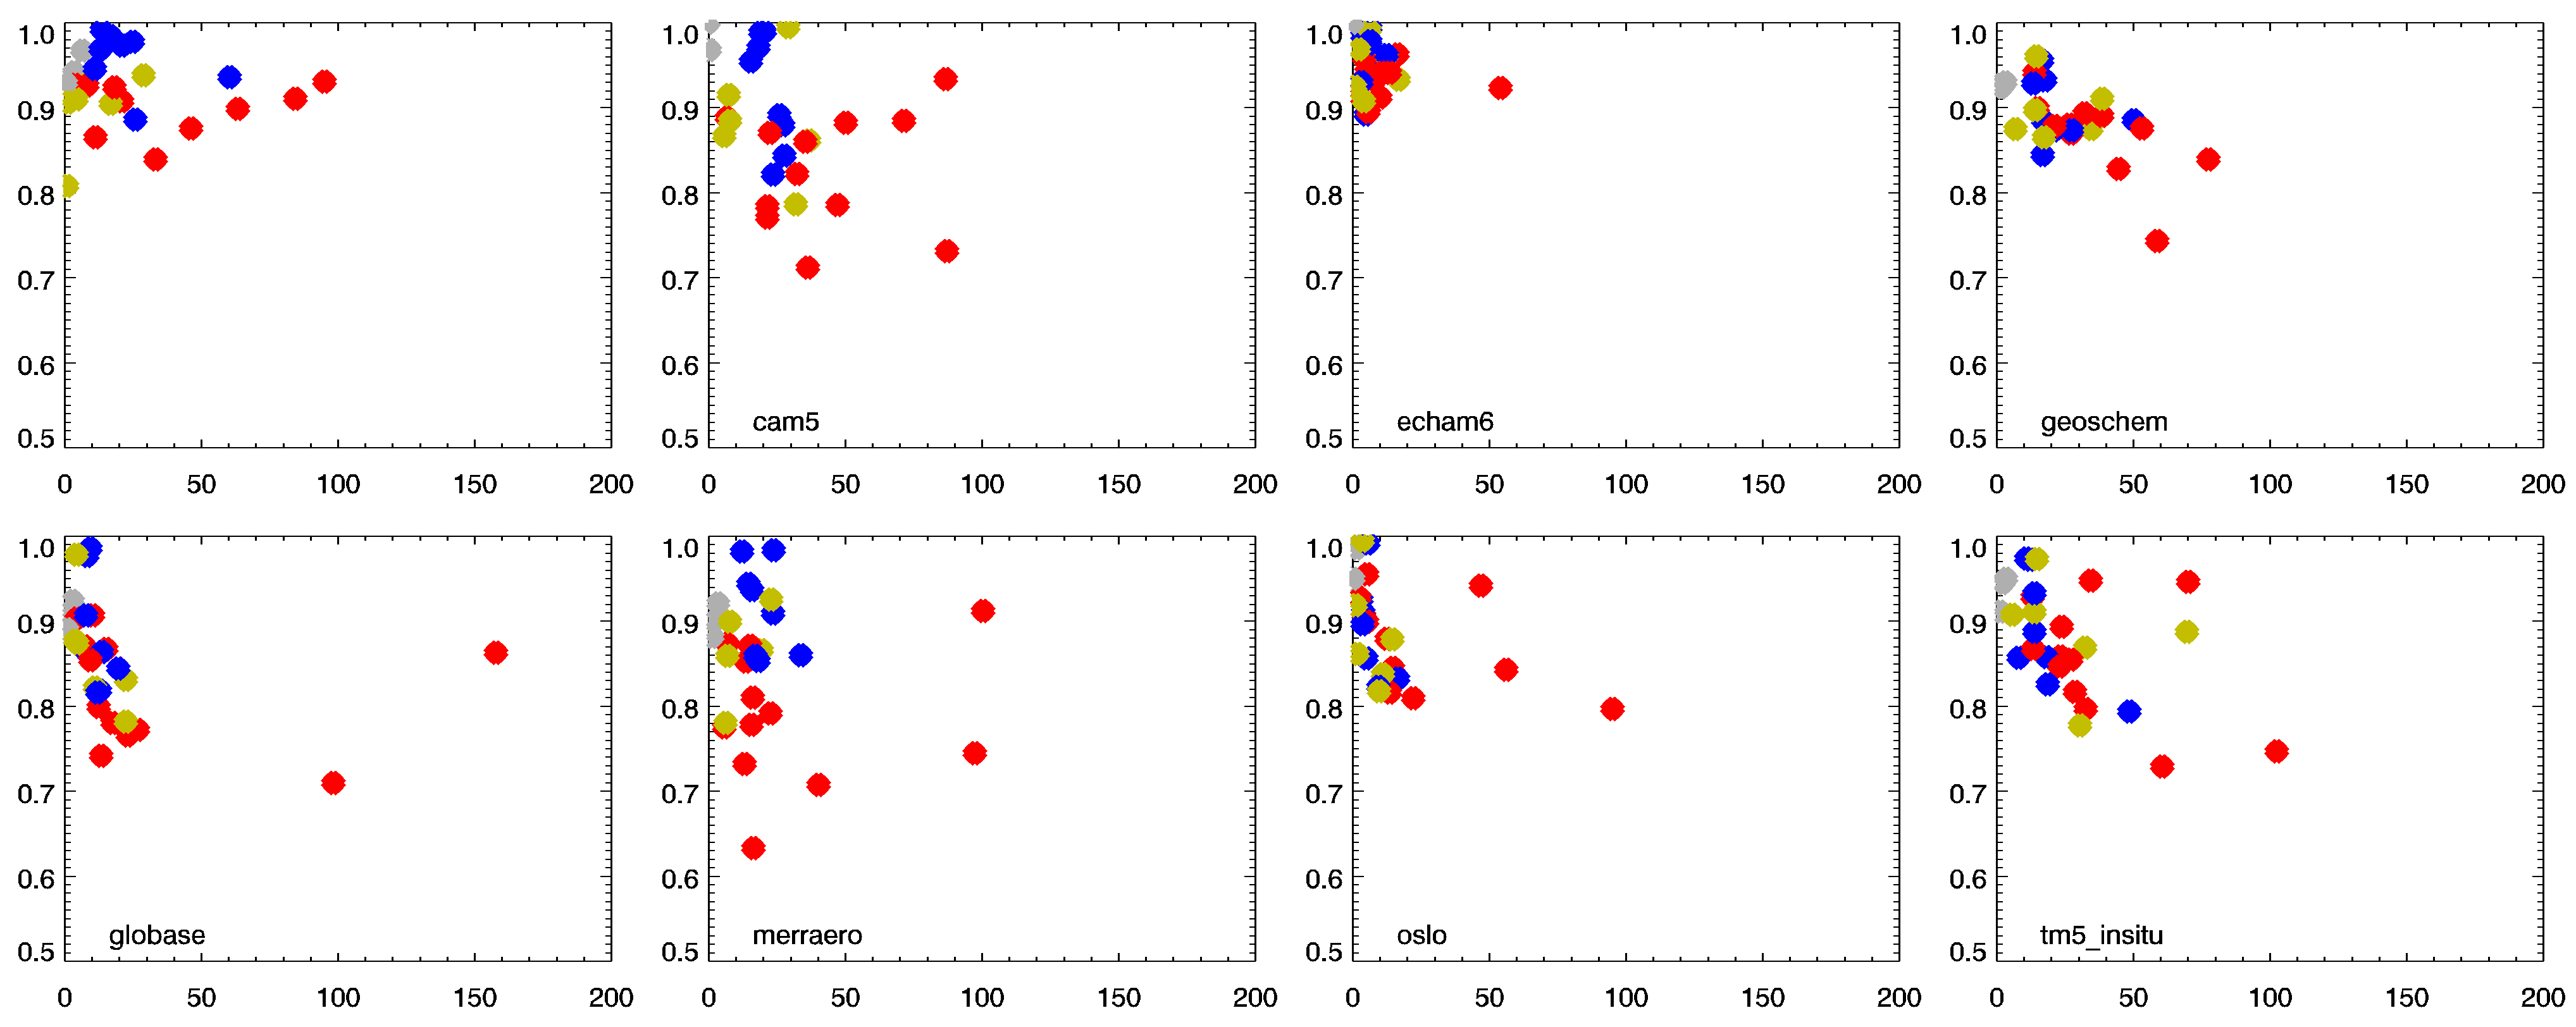 1.0 1.0 1.0 1.0
0.9 0.9 0.9 0.9
0.8 0.8 0.8 0.8
0.7 0.7 0.7 0.7
0.6 0.6 0.6 0.6
cam5 echam6 geoschem
0.5 0.5 0.5 0.5
0 50 100 150 200 0 50 100 150 200 0 50 100 150 200 0 50 100 150 200
1.0 1.0 1.0 1.0
0.9 0.9 0.9 0.9
0.8 0.8 0.8 0.8
0.7 0.7 0.7 0.7
0.6 0.6 0.6 0.6
globase merraero oslo tm5_insitu
0.5 0.5 0.5 0.5
0 50 100 150 200 0 50 100 150 200 0 50 100 150 200 0 50 100 150 200